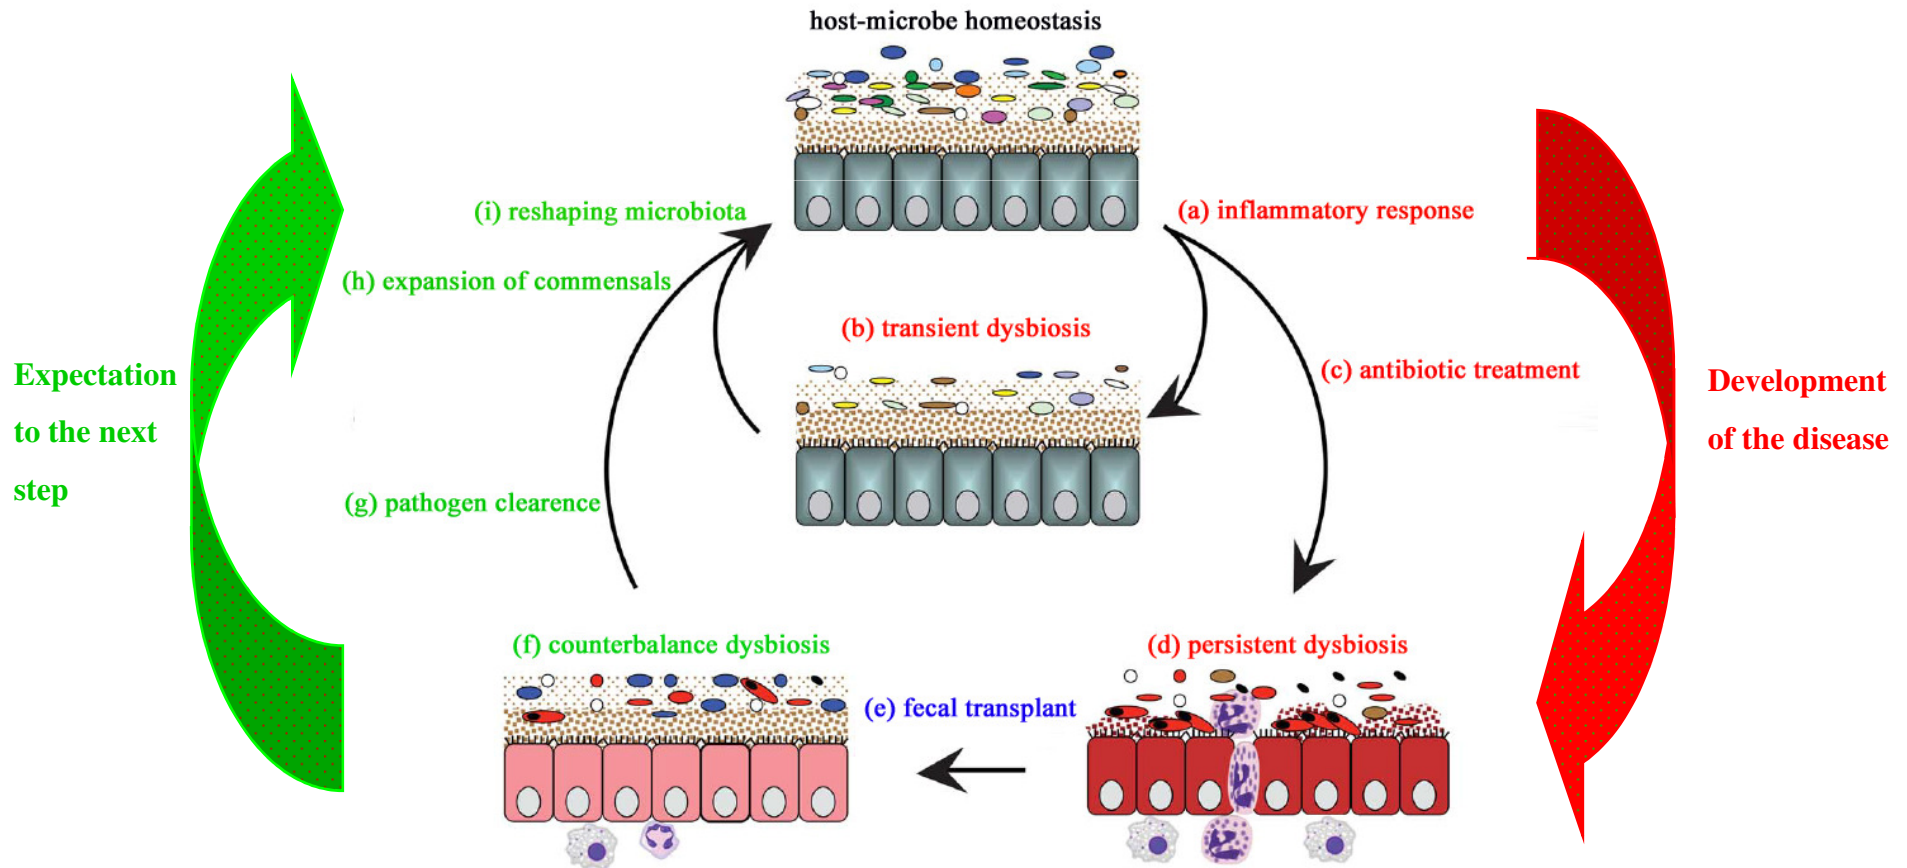 host-microbe homeostasis
(i) reshaping microbiota
(a) inflammatory response
(h) expansion of commensals
(b) transient dysbiosis
(c) antibiotic treatment
Expectation
to the next
step
Development
of the disease
(g) pathogen clearence
(f) counterbalance dysbiosis
(d) persistent dysbiosis
(e) fecal transplant